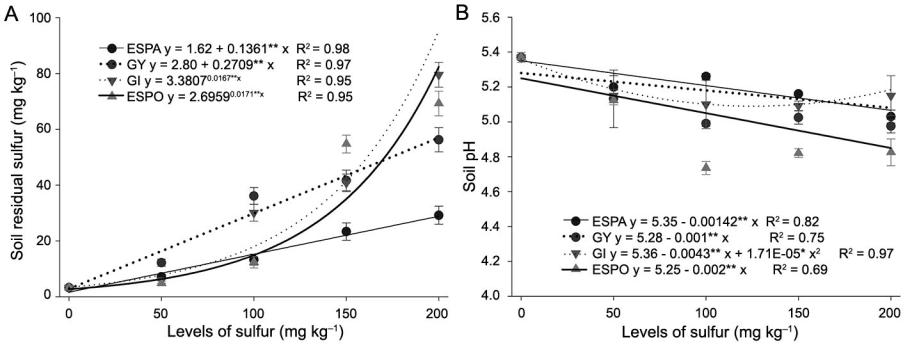 A
100
80
60
40
20
0
Soil residual sulfur (mg kg⁻¹)
ESPA y = 1.62 + 0.1361** x R² = 0.98
GY y = 2.80 + 0.2709** x R² = 0.97
GI y = 3.3807^0.0167**x R² = 0.95
ESPO y = 2.6959^0.0171**x R² = 0.95
0 50 100 150 200
Levels of sulfur (mg kg⁻¹)
B
5.6
5.4
5.2
5.0
4.8
4.6
4.4
4.2
4.0
Soil pH
ESPA y = 5.35 - 0.00142** x R² = 0.82
GY y = 5.28 - 0.001** x R² = 0.75
GI y = 5.36 - 0.0043** x + 1.71E-05* x² R² = 0.97
ESPO y = 5.25 - 0.002** x R² = 0.69
0 50 100 150 200
Levels of sulfur (mg kg⁻¹)